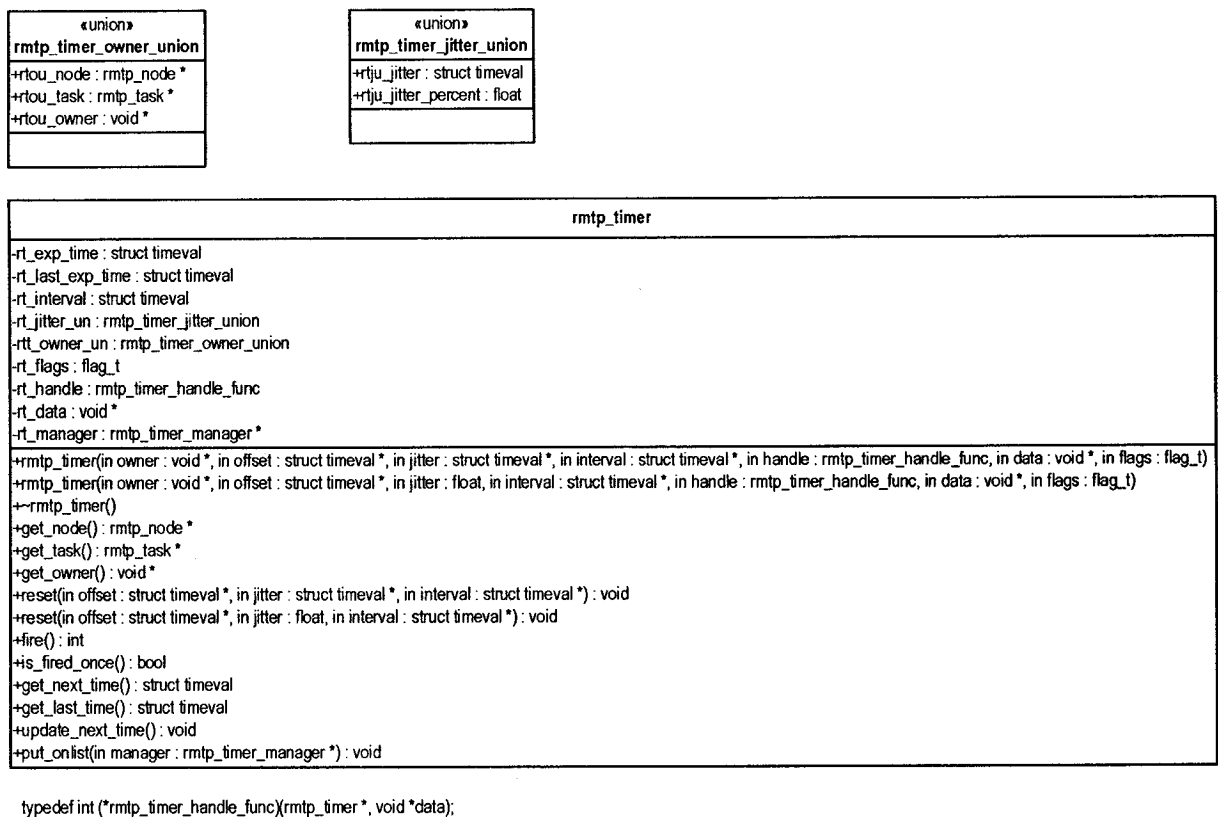 «union»
rmtp_timer_owner_union
+rtou_node : rmtp_node *
+rtou_task : rmtp_task *
+rtou_owner : void *
«union»
rmtp_timer_jitter_union
+rtju_jitter : struct timeval
+rtju_jitter_percent : float
rmtp_timer
-rt_exp_time : struct timeval
-rt_last_exp_time : struct timeval
-rt_interval : struct timeval
-rt_jitter_un : rmtp_timer_jitter_union
-rtt_owner_un : rmtp_timer_owner_union
-rt_flags : flag_t
-rt_handle : rmtp_timer_handle_func
-rt_data : void *
-rt_manager : rmtp_timer_manager *
+rmtp_timer(in owner : void *, in offset : struct timeval *, in jitter : struct timeval *, in interval : struct timeval *, in handle : rmtp_timer_handle_func, in data : void *, in flags : flag_t)
+rmtp_timer(in owner : void *, in offset : struct timeval *, in jitter : float, in interval : struct timeval *, in handle : rmtp_timer_handle_func, in data : void *, in flags : flag_t)
+~rmtp_timer()
+get_node() : rmtp_node *
+get_task() : rmtp_task *
+get_owner() : void *
+reset(in offset : struct timeval *, in jitter : struct timeval *, in interval : struct timeval *) : void
+reset(in offset : struct timeval *, in jitter : float, in interval : struct timeval *) : void
+fire() : int
+is_fired_once() : bool
+get_next_time() : struct timeval
+get_last_time() : struct timeval
+update_next_time() : void
+put_onlist(in manager : rmtp_timer_manager *) : void
typedef int (*rmtp_timer_handle_func)(rmtp_timer *, void *data);